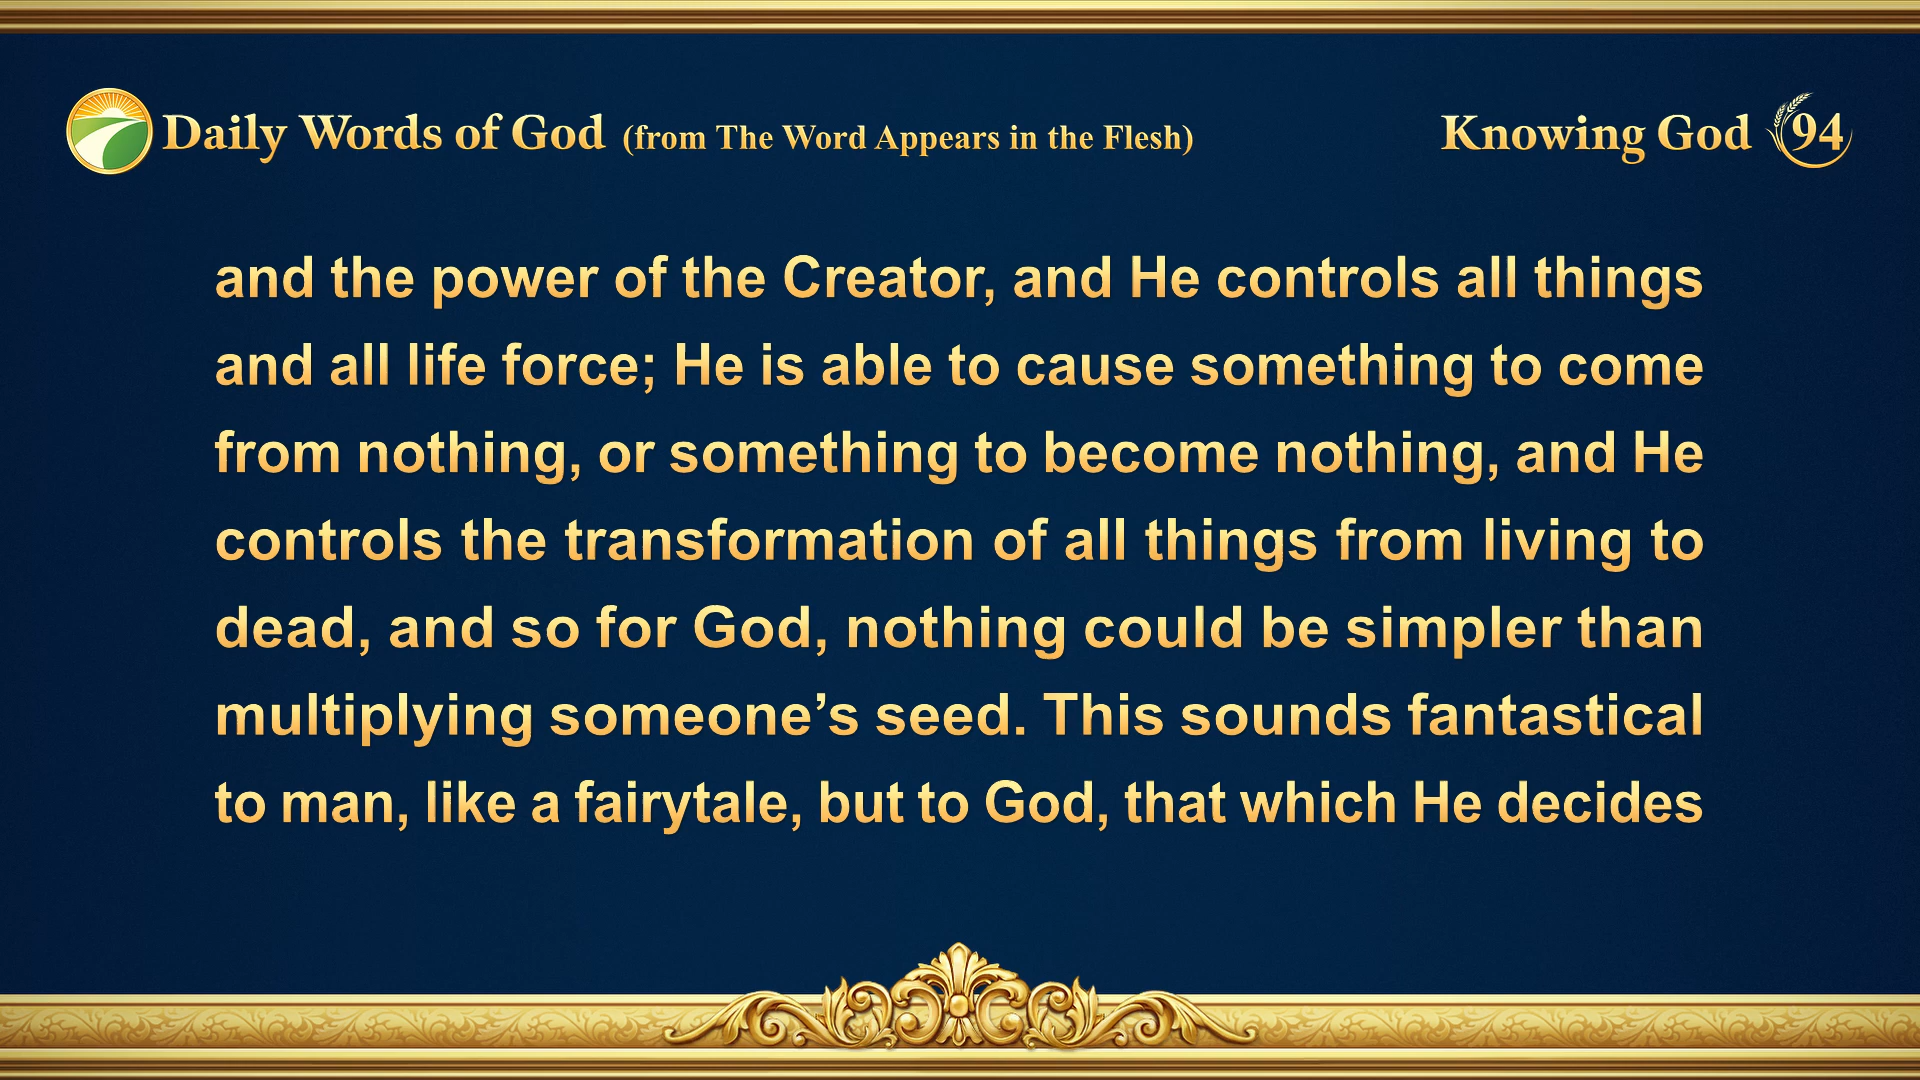 Daily Words of God (from The Word Appears in the Flesh)
Knowing God 94
and the power of the Creator, and He controls all things
and all life force; He is able to cause something to come
from nothing, or something to become nothing, and He
controls the transformation of all things from living to
dead, and so for God, nothing could be simpler than
multiplying someone’s seed. This sounds fantastical
to man, like a fairytale, but to God, that which He decides